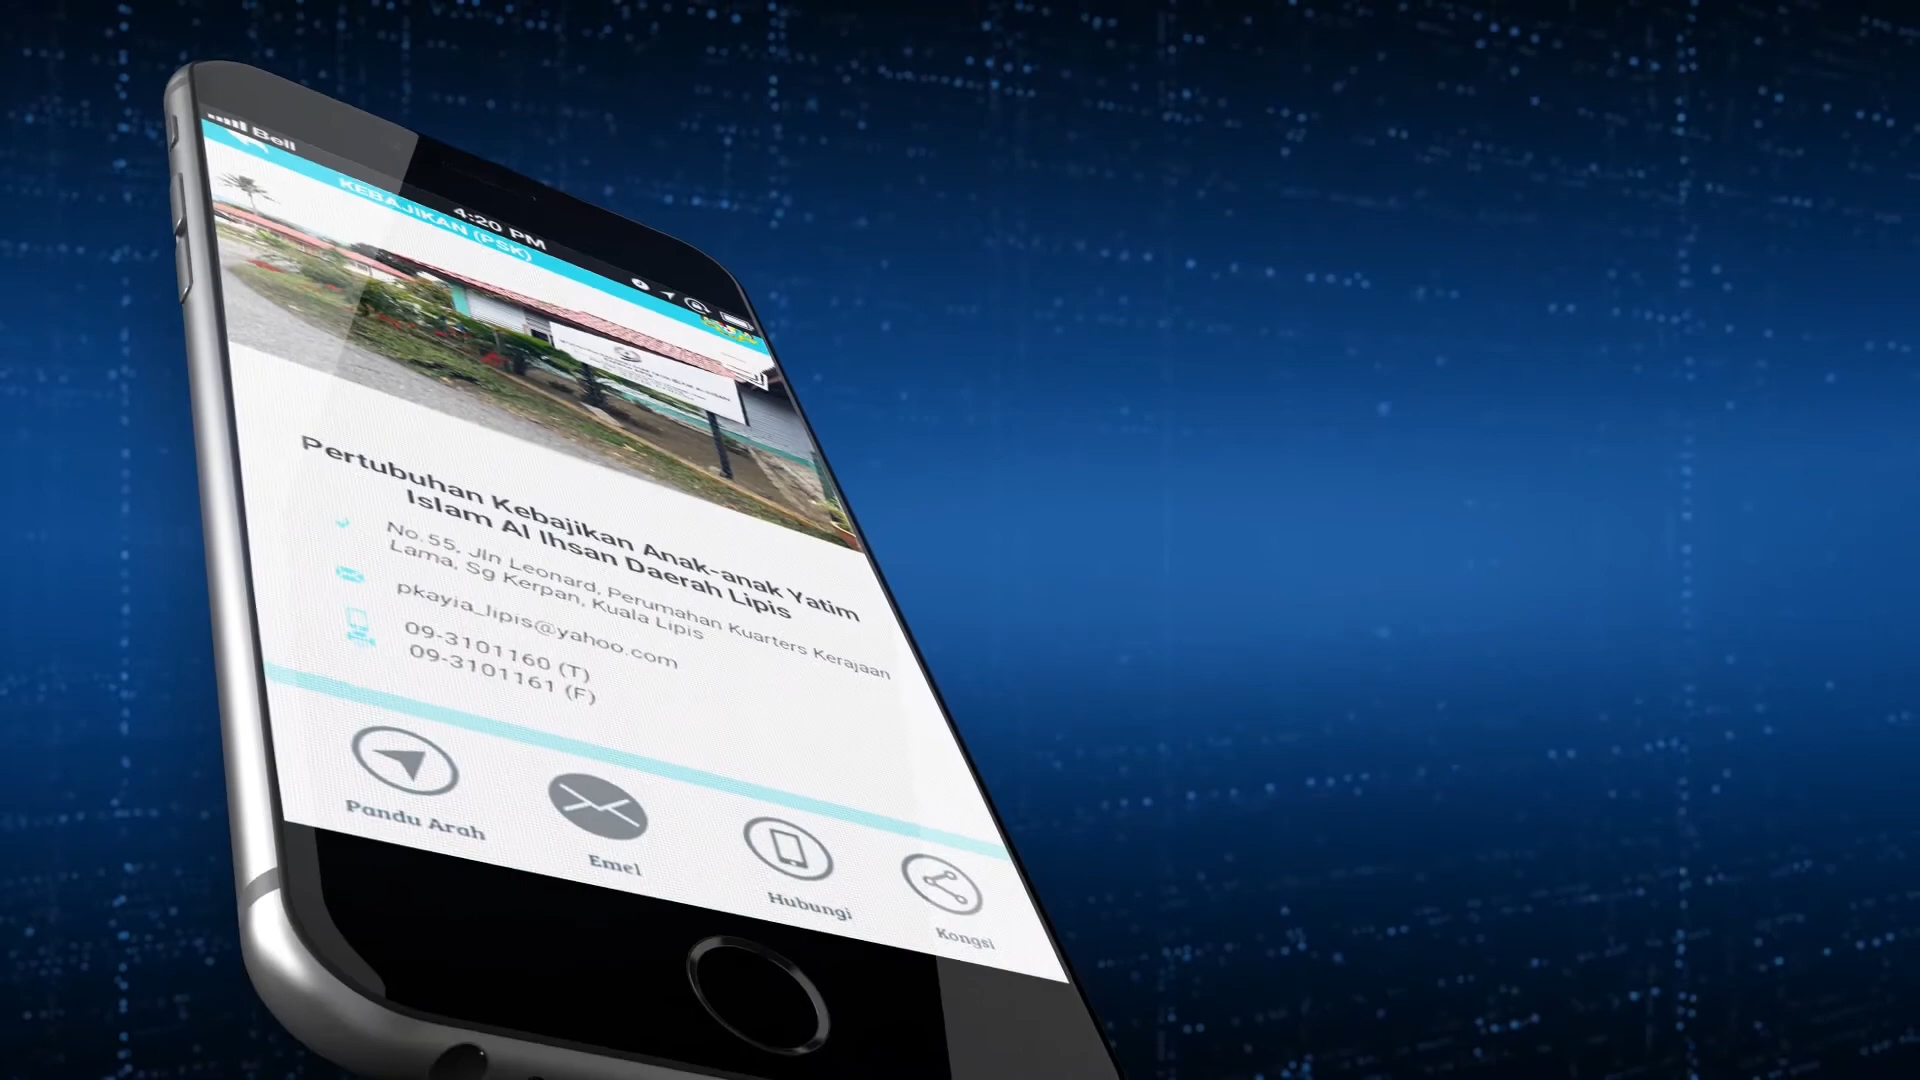 Bell
4:20 PM
KEBAJIKAN (PSK)
Pertubuhan Kebajikan Anak-anak Yatim
Islam Al Ihsan Daerah Lipis
No.55, Jln Leonard, Perumahan Kuarters Kerajaan
Lama, Sg Kerpan, Kuala Lipis
pkayia_lipis@yahoo.com
09-3101160 (T)
09-3101161 (F)
Pandu Arah
Emel
Hubungi
Kongsi